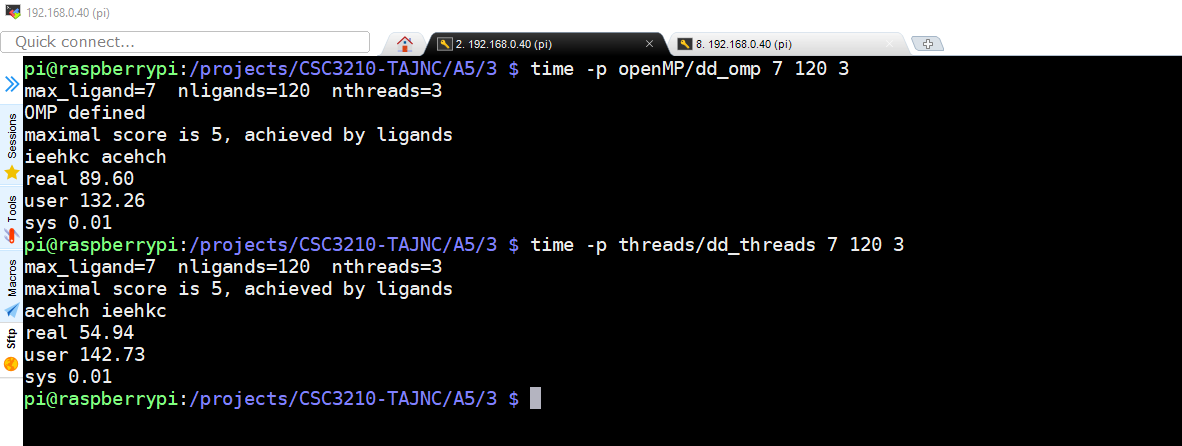 192.168.0.40 (pi)
Quick connect...
2. 192.168.0.40 (pi)
8. 192.168.0.40 (pi)
Sessions
Tools
Macros
Sftp
pi@raspberrypi:/projects/CSC3210-TAJNC/A5/3 $ time -p openMP/dd_omp 7 120 3
max_ligand=7  nligands=120  nthreads=3
OMP defined
maximal score is 5, achieved by ligands
ieehkc acehch
real 89.60
user 132.26
sys 0.01
pi@raspberrypi:/projects/CSC3210-TAJNC/A5/3 $ time -p threads/dd_threads 7 120 3
max_ligand=7  nligands=120  nthreads=3
maximal score is 5, achieved by ligands
acehch ieehkc
real 54.94
user 142.73
sys 0.01
pi@raspberrypi:/projects/CSC3210-TAJNC/A5/3 $